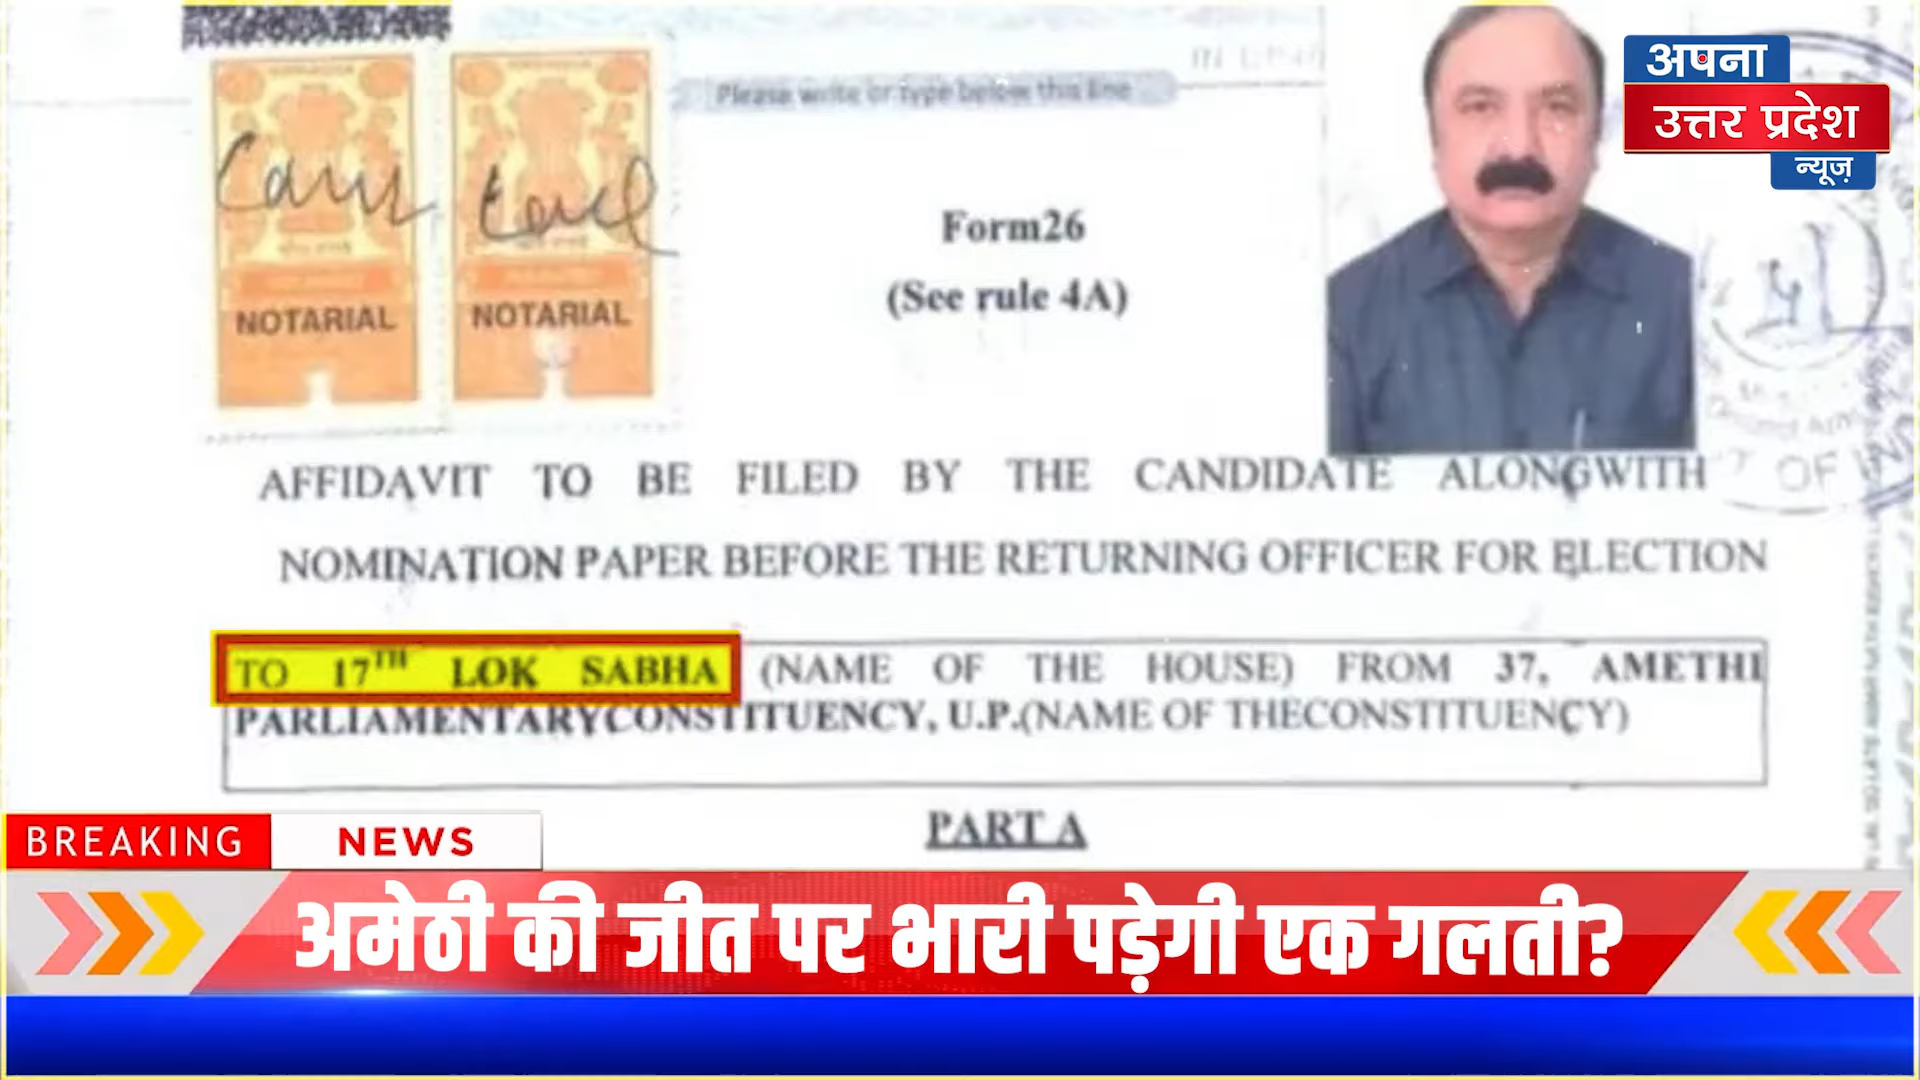 अपना
उत्तर प्रदेश
न्यूज़
Please write or type below this line
NOTARIAL
NOTARIAL
Form26
(See rule 4A)
AFFIDAVIT TO BE FILED BY THE CANDIDATE ALONGWITH
NOMINATION PAPER BEFORE THE RETURNING OFFICER FOR ELECTION
TO 17TH LOK SABHA (NAME OF THE HOUSE) FROM 37, AMETHI
PARLIAMENTARYCONSTITUENCY, U.P.(NAME OF THECONSTITUENCY)
PART A
BREAKING NEWS
अमेठी की जीत पर भारी पड़ेगी एक गलती?